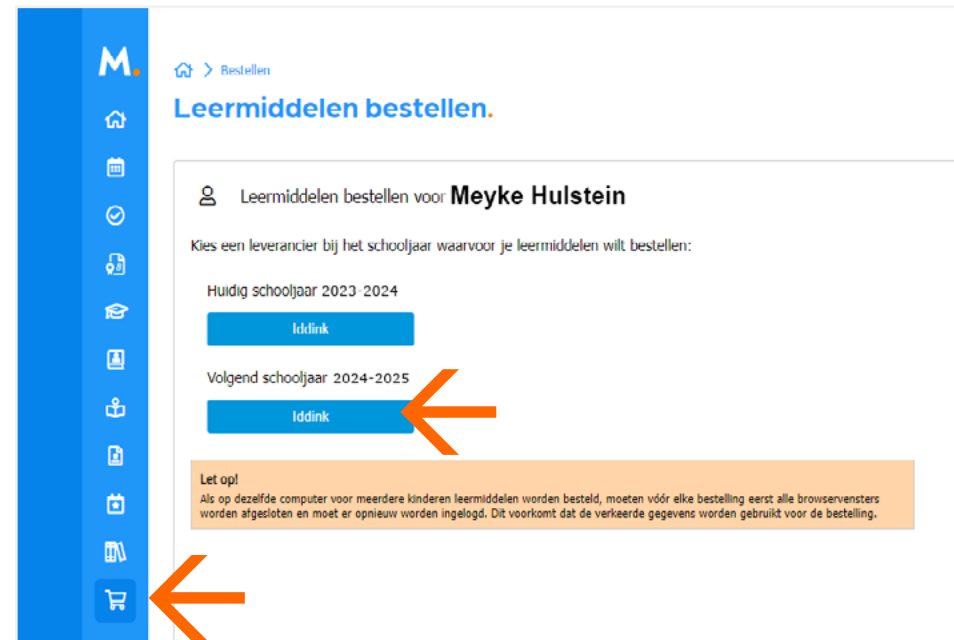 M.
Bestellen
Leermiddelen bestellen.
Leermiddelen bestellen voor Meyke Hulstein
Kies een leverancier bij het schooljaar waarvoor je leermiddelen wilt bestellen:
Huidig schooljaar 2023-2024
Iddink
Volgend schooljaar 2024-2025
Iddink
Let op!
Als op dezelfde computer voor meerdere kinderen leermiddelen worden besteld, moeten vóór elke bestelling eerst alle browservensters
worden afgesloten en moet er opnieuw worden ingelogd. Dit voorkomt dat de verkeerde gegevens worden gebruikt voor de bestelling.